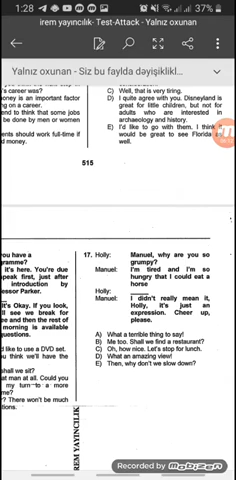 1:28
37%
irem yayıncılık- Test-Attack - Yalnız oxunan
Yalnız oxunan - Siz bu faylda dəyişiklikl...
's career was?
oney is an important factor
ng on a career.
end to think that some jobs
be done by men or women
ents should work full-time if
d money.
C) Well, that is very tiring.
D) I quite agree with you. Disneyland is
great for little children, but not for
adults who are interested in
archaeology and history.
E) I'd like to go with them. I think it
would be great to see Florida as
well.
515
ou have a
gramme?
it's here. You're due
speak first, just after
introduction by
essor Parker.
It's Okay. If you look,
ll see we break for
ee and then the rest of
morning is available
questions.
d like to use a DVD set.
u think we'll have the
shall we sit?
at man at all. Could you
my turn to a more
me?
? There won't be much
tions.
17. Holly: Manuel, why are you so
grumpy?
Manuel: I'm tired and I'm so
hungry that I could eat a
horse
Holly: ____
Manuel: I didn't really mean it,
Holly, it's just an
expression. Cheer up,
please.
A) What a terrible thing to say!
B) Me too. Shall we find a restaurant?
C) Oh, how nice. Let's stop for lunch.
D) What an amazing view!
E) Then, why don't we slow down?
REM YAYINCILIK
Recorded by mobizen